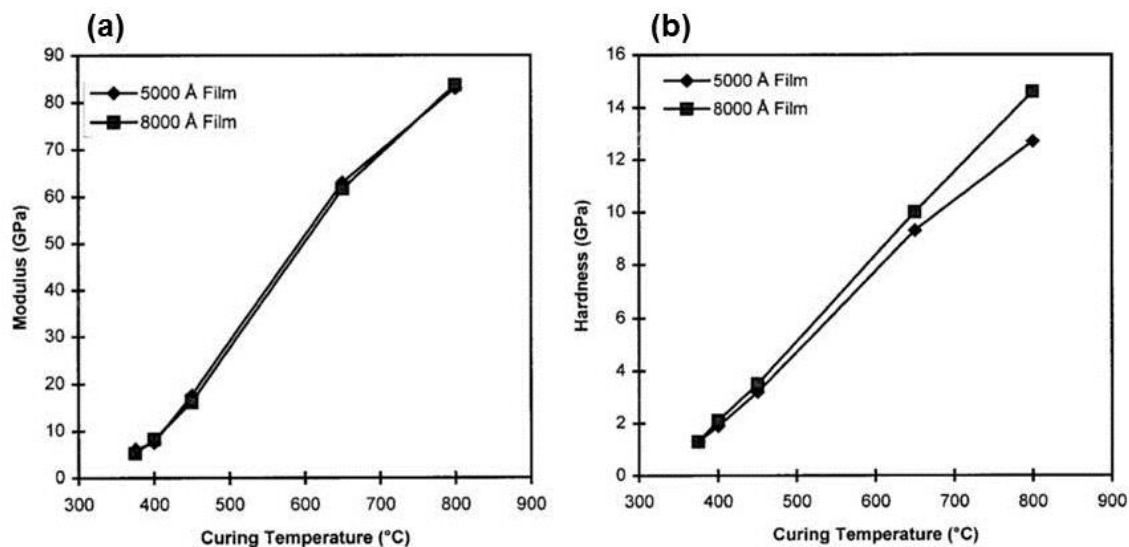 (a)
90
80
70
60
50
40
30
20
10
0
Modulus (GPa)
5000 Å Film
8000 Å Film
300 400 500 600 700 800 900
Curing Temperature (°C)
(b)
16
14
12
10
8
6
4
2
0
Hardness (GPa)
5000 Å Film
8000 Å Film
300 400 500 600 700 800 900
Curing Temperature (°C)